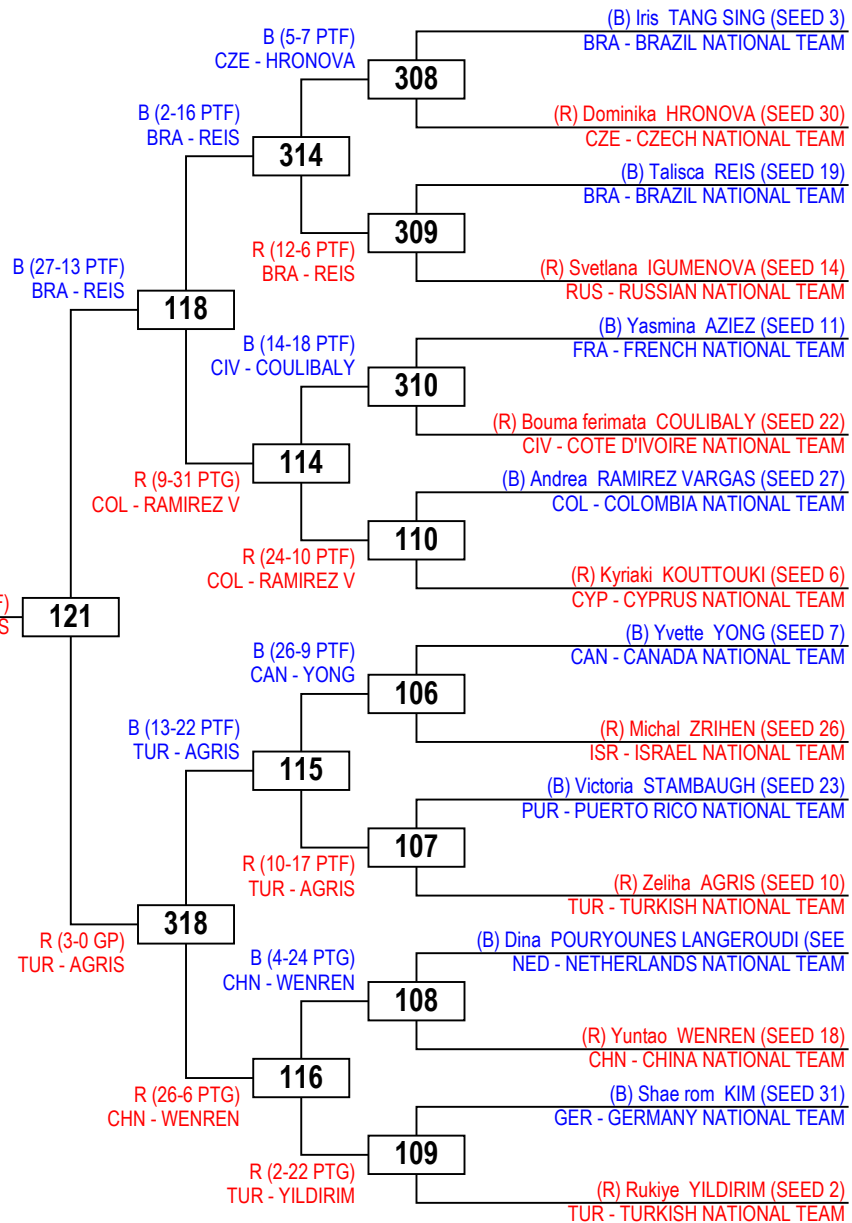 (B) Iris TANG SING (SEED 3)
B (5-7 PTF)
BRA - BRAZIL NATIONAL TEAM
CZE - HRONOVA
308
B (2-16 PTF)
(R) Dominika HRONOVA (SEED 30)
BRA - REIS
CZE - CZECH NATIONAL TEAM
314
(B) Talisca REIS (SEED 19)
BRA - BRAZIL NATIONAL TEAM
309
R (12-6 PTF)
BRA - REIS
(R) Svetlana IGUMENOVA (SEED 14)
RUS - RUSSIAN NATIONAL TEAM
B (27-13 PTF)
BRA - REIS
118
(B) Yasmina AZIEZ (SEED 11)
B (14-18 PTF)
FRA - FRENCH NATIONAL TEAM
CIV - COULIBALY
310
(R) Bouma ferimata COULIBALY (SEED 22)
CIV - COTE D'IVOIRE NATIONAL TEAM
114
R (9-31 PTG)
(B) Andrea RAMIREZ VARGAS (SEED 27)
COL - RAMIREZ V
COL - COLOMBIA NATIONAL TEAM
110
R (24-10 PTF)
COL - RAMIREZ V
(R) Kyriaki KOUTTOUKI (SEED 6)
CYP - CYPRUS NATIONAL TEAM
121
(B) Yvette YONG (SEED 7)
B (26-9 PTF)
CAN - CANADA NATIONAL TEAM
CAN - YONG
106
B (13-22 PTF)
(R) Michal ZRIHEN (SEED 26)
TUR - AGRIS
ISR - ISRAEL NATIONAL TEAM
115
(B) Victoria STAMBAUGH (SEED 23)
PUR - PUERTO RICO NATIONAL TEAM
107
R (10-17 PTF)
TUR - AGRIS
(R) Zeliha AGRIS (SEED 10)
TUR - TURKISH NATIONAL TEAM
318
R (3-0 GP)
TUR - AGRIS
(B) Dina POURYOUNES LANGEROUDI (SEE
B (4-24 PTG)
NED - NETHERLANDS NATIONAL TEAM
CHN - WENREN
108
(R) Yuntao WENREN (SEED 18)
CHN - CHINA NATIONAL TEAM
116
R (26-6 PTG)
(B) Shae rom KIM (SEED 31)
CHN - WENREN
GER - GERMANY NATIONAL TEAM
109
R (2-22 PTG)
TUR - YILDIRIM
(R) Rukiye YILDIRIM (SEED 2)
TUR - TURKISH NATIONAL TEAM